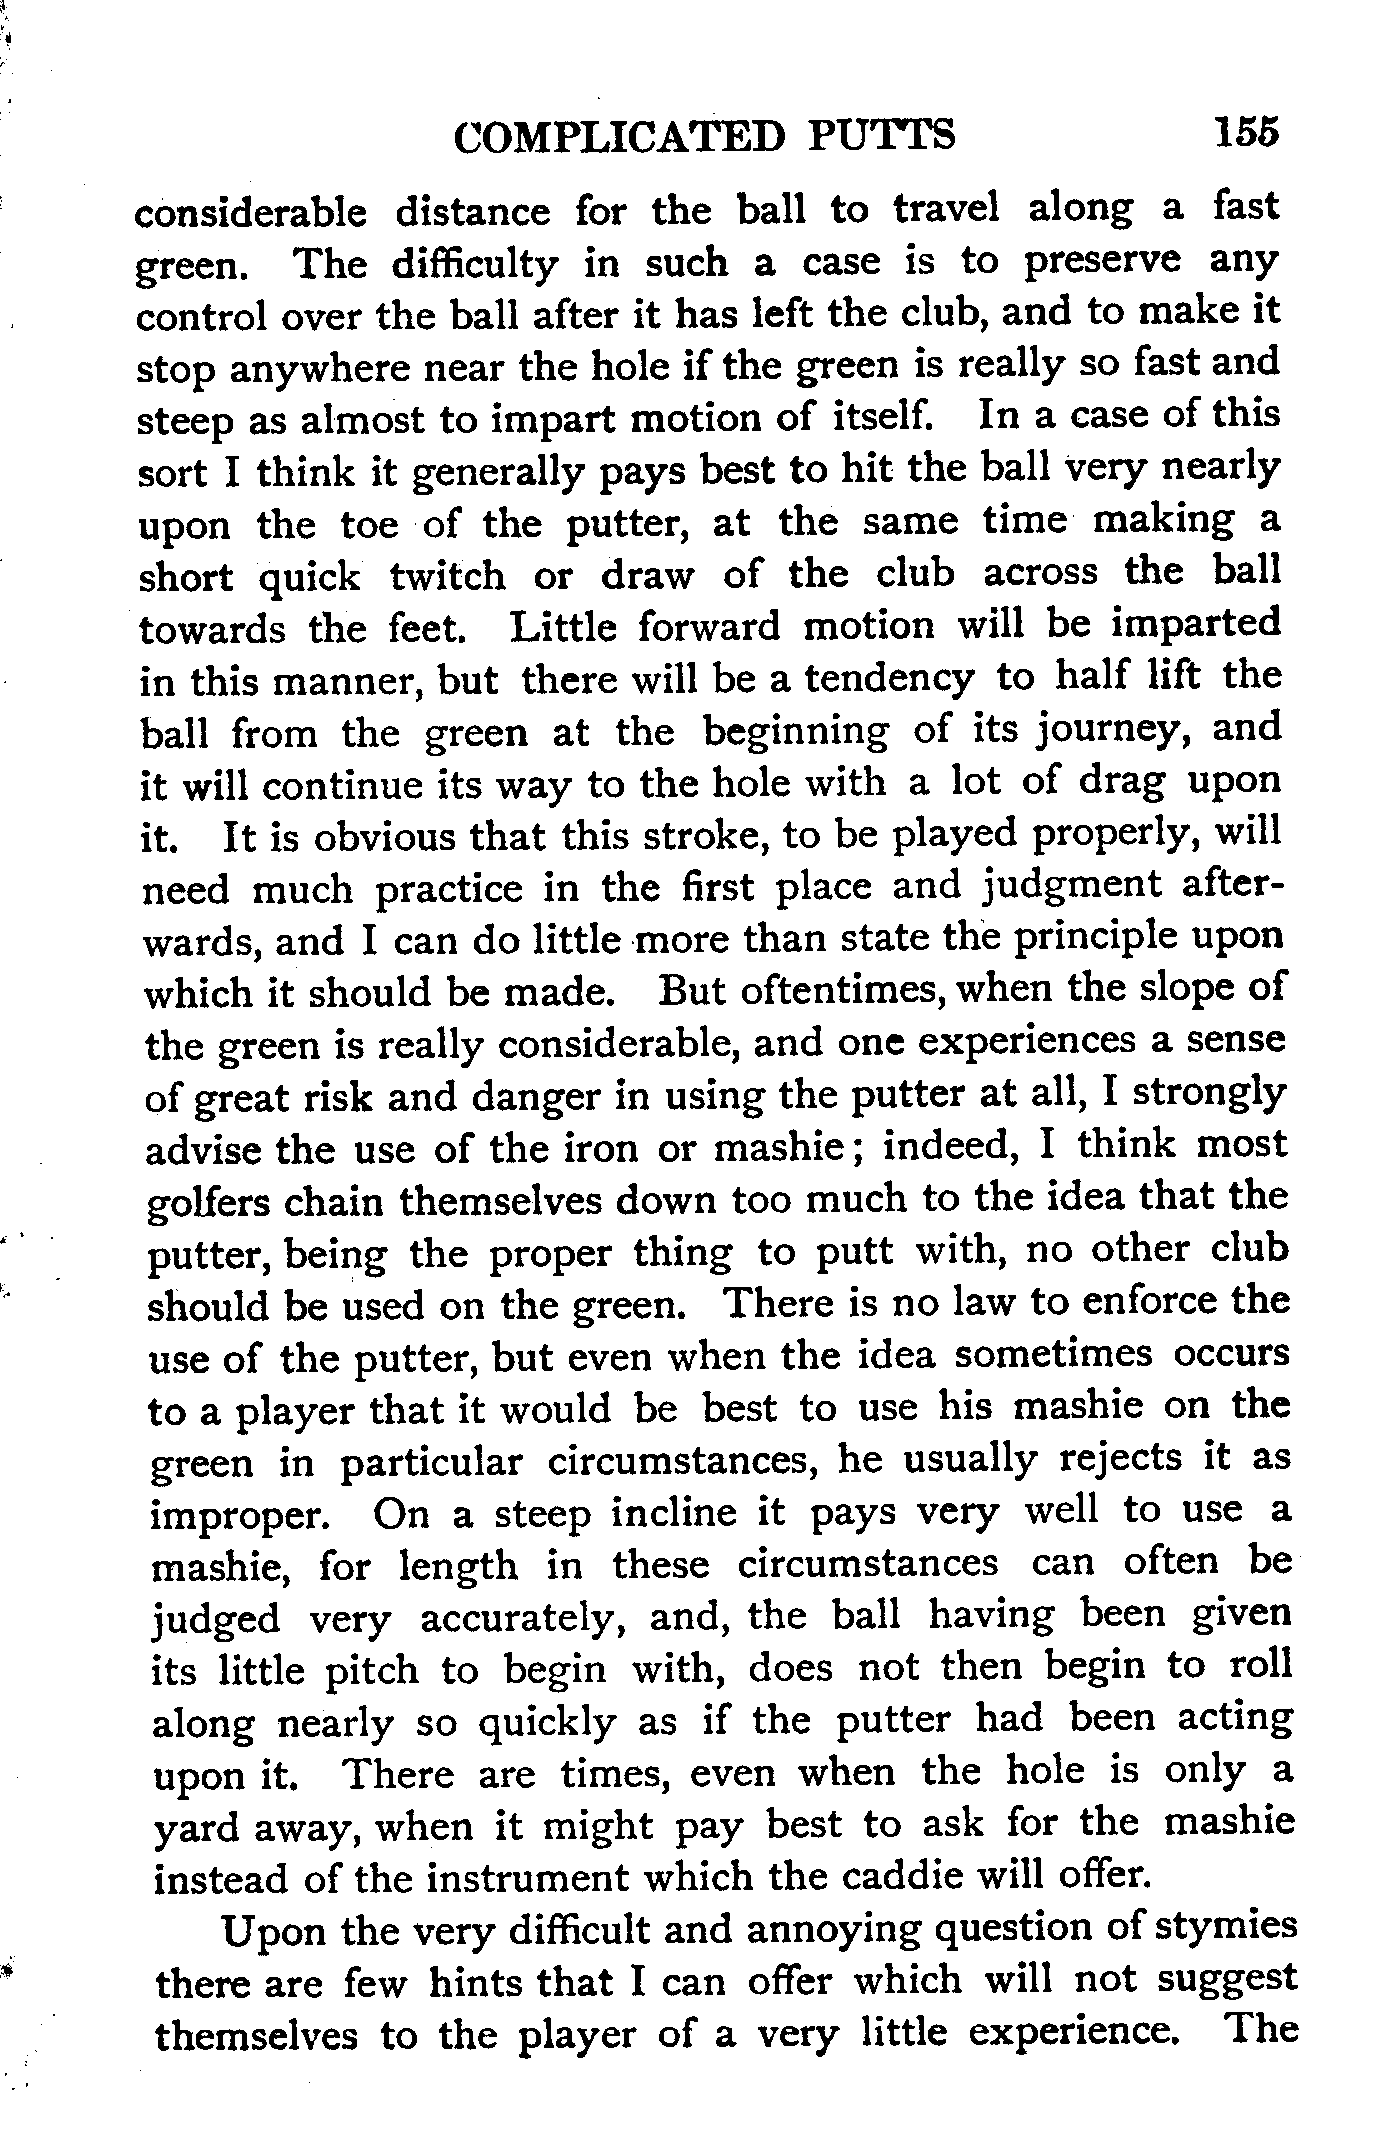 COMPLICATED PUTTS 155
considerable distance for the ball to travel along a fast
green. The difficulty in such a case is to preserve any
control over the ball after it has left the club, and to make it
stop anywhere near the hole if the green is really so fast and
steep as almost to impart motion of itself. In a case of this
sort I think it generally pays best to hit the ball very nearly
upon the toe of the putter, at the same time making a
short quick twitch or draw of the club across the ball
towards the feet. Little forward motion will be imparted
in this manner, but there will be a tendency to half lift the
ball from the green at the beginning of its journey, and
it will continue its way to the hole with a lot of drag upon
it. It is obvious that this stroke, to be played properly, will
need much practice in the first place and judgment after-
wards, and I can do little more than state the principle upon
which it should be made. But oftentimes, when the slope of
the green is really considerable, and one experiences a sense
of great risk and danger in using the putter at all, I strongly
advise the use of the iron or mashie; indeed, I think most
golfers chain themselves down too much to the idea that the
putter, being the proper thing to putt with, no other club
should be used on the green. There is no law to enforce the
use of the putter, but even when the idea sometimes occurs
to a player that it would be best to use his mashie on the
green in particular circumstances, he usually rejects it as
improper. On a steep incline it pays very well to use a
mashie, for length in these circumstances can often be
judged very accurately, and, the ball having been given
its little pitch to begin with, does not then begin to roll
along nearly so quickly as if the putter had been acting
upon it. There are times, even when the hole is only a
yard away, when it might pay best to ask for the mashie
instead of the instrument which the caddie will offer.
Upon the very difficult and annoying question of stymies
there are few hints that I can offer which will not suggest
themselves to the player of a very little experience. The